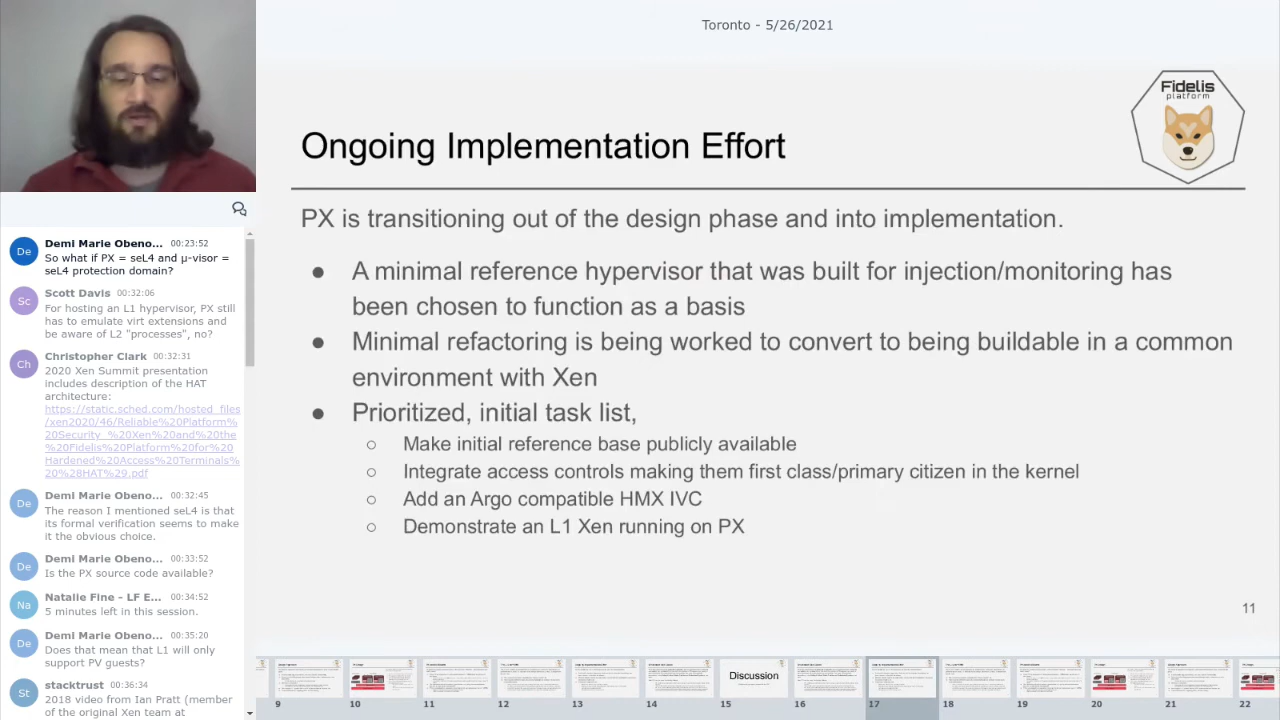 Toronto - 5/26/2021
Fidelis
platform
Ongoing Implementation Effort
PX is transitioning out of the design phase and into implementation.
● A minimal reference hypervisor that was built for injection/monitoring has
been chosen to function as a basis
● Minimal refactoring is being worked to convert to being buildable in a common
environment with Xen
● Prioritized, initial task list,
○ Make initial reference base publicly available
○ Integrate access controls making them first class/primary citizen in the kernel
○ Add an Argo compatible HMX IVC
○ Demonstrate an L1 Xen running on PX
11
De
Demi Marie Obeno... 00:23:52
So what if PX = seL4 and µ-visor =
seL4 protection domain?
Sc
Scott Davis 00:32:06
For hosting an L1 hypervisor, PX still
has to emulate virt extensions and
be aware of L2 "processes", no?
Ch
Christopher Clark 00:32:31
2020 Xen Summit presentation
includes description of the HAT
architecture:
https://static.sched.com/hosted_files
/xen2020/46/Reliable%20Platform%
20Security_%20Xen%20and%20the
%20Fidelis%20Platform%20for%20
Hardened%20Access%20Terminals%
20%28HAT%29.pdf
De
Demi Marie Obeno... 00:32:45
The reason I mentioned seL4 is that
its formal verification seems to make
it the obvious choice.
De
Demi Marie Obeno... 00:33:52
Is the PX source code available?
Na
Natalie Fine – LF E... 00:34:52
5 minutes left in this session.
De
Demi Marie Obeno... 00:35:20
Does that mean that L1 will only
support PV guests?
St
stacktrust 00:36:34
2018 video from Ian Pratt (member
of the original Xen team at
Discussion
9 10 11 12 13 14 15 16 17 18 19 20 21 22